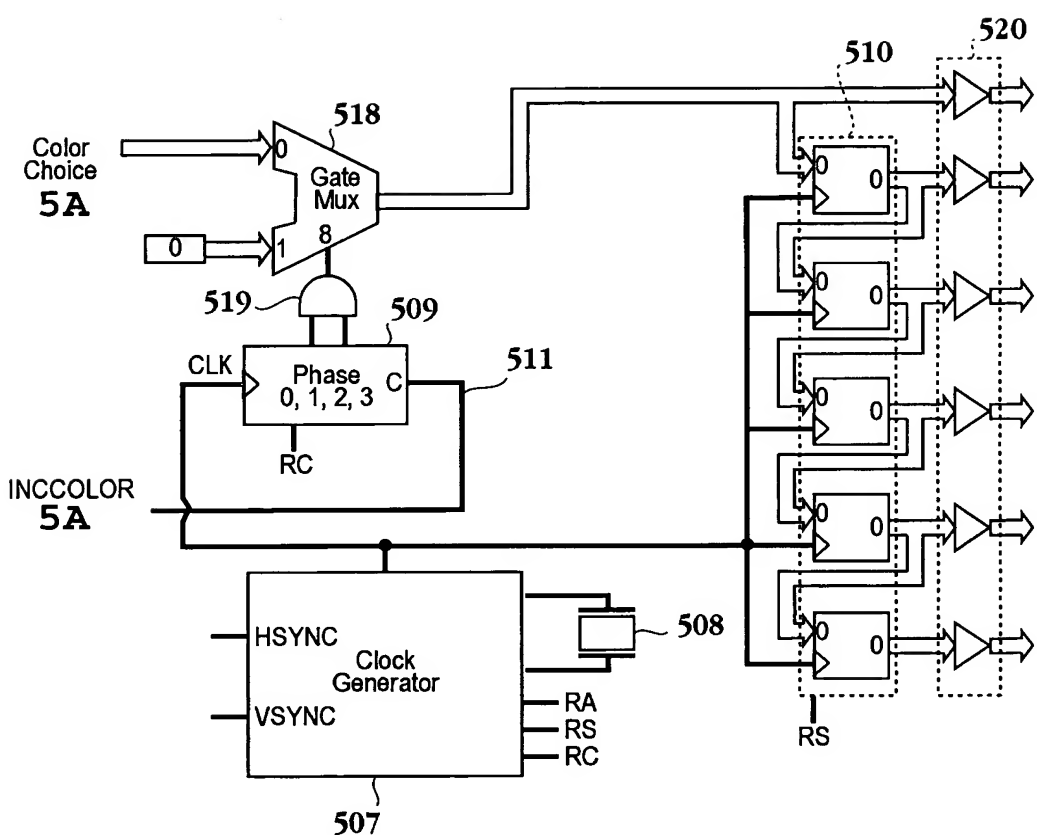 520
510
518
Color
Choice
5A
0
Gate
Mux
0
1
8
519
509
CLK
Phase
0, 1, 2, 3
C
511
RC
INCCOLOR
5A
0
0
0
0
0
0
0
0
0
0
HSYNC
VSYNC
Clock
Generator
508
RA
RS
RC
RS
507